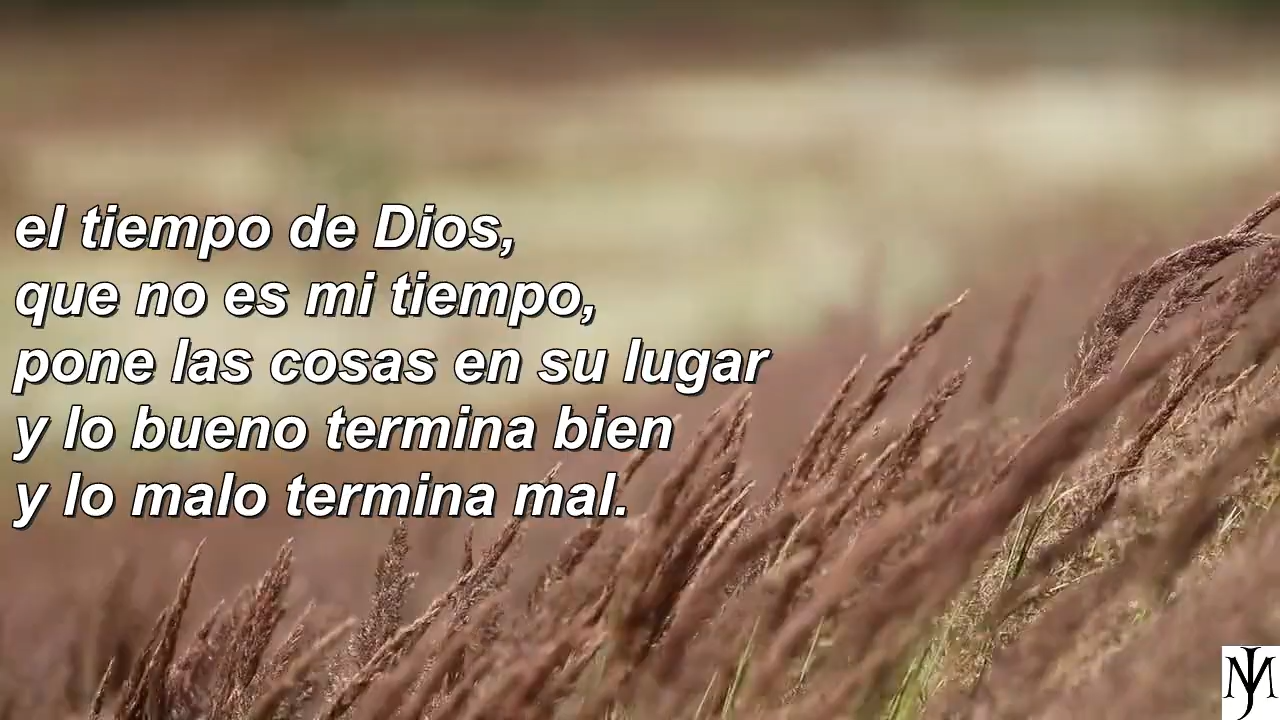 el tiempo de Dios,
que no es mi tiempo,
pone las cosas en su lugar
y lo bueno termina bien
y lo malo termina mal.